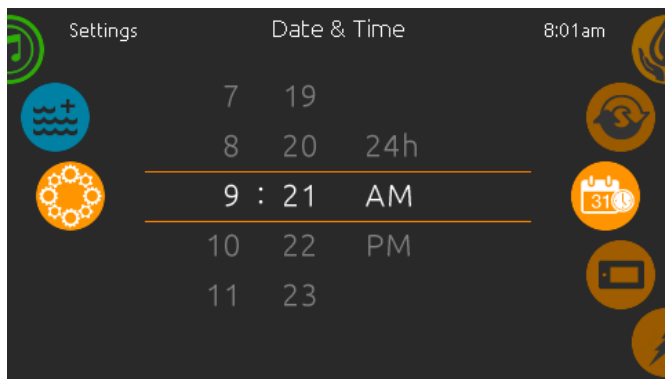 Settings Date & Time 8:01am
7 19
8 20 24h
9 : 21 AM
10 22 PM
11 23
31
S